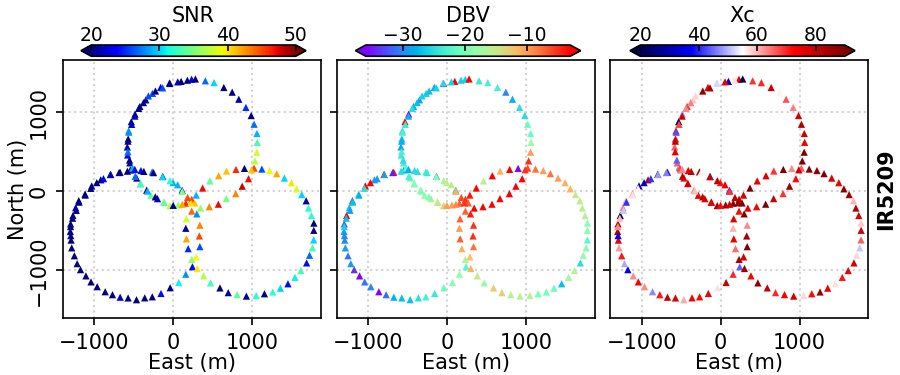 SNR DBV Xc
20 30 40 50 −30 −20 −10 20 40 60 80
North (m)
1000
0
−1000
IR5209
−1000 0 1000 −1000 0 1000 −1000 0 1000
East (m) East (m) East (m)